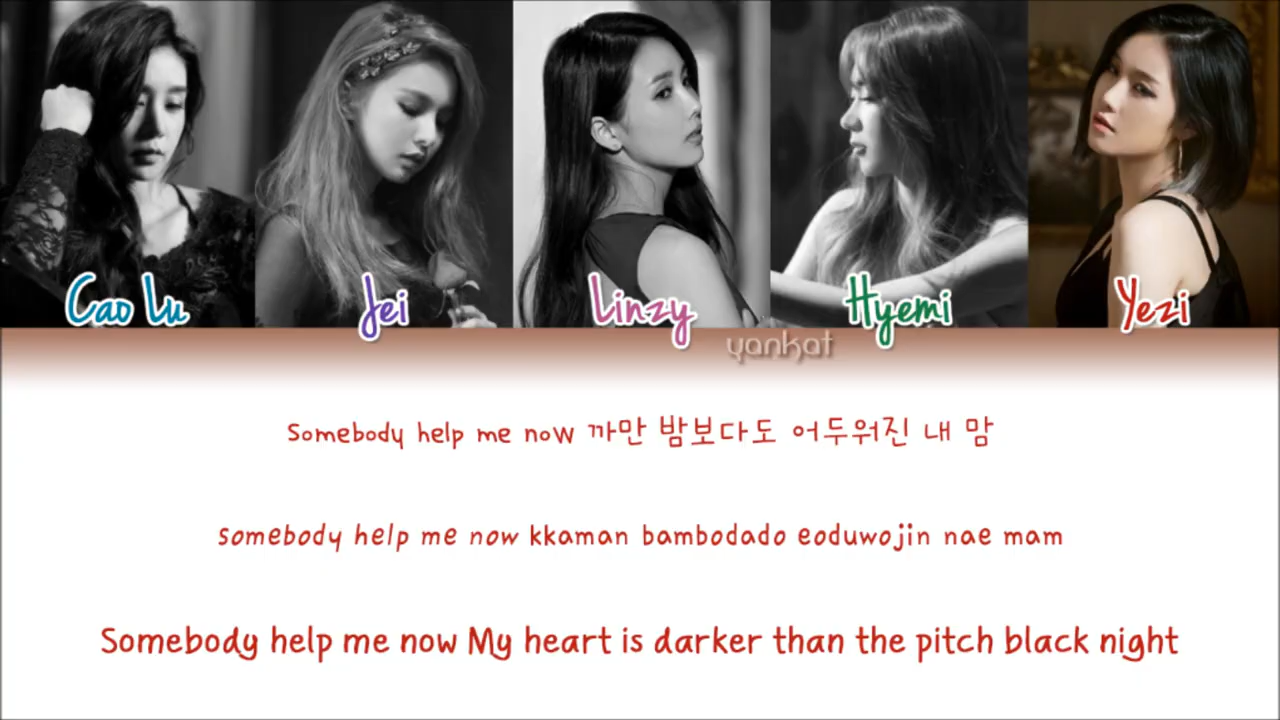 Cao Lu
Jei
Linzy
Hyemi
Yezi
yankat
Somebody help me now 까만 밤보다도 어두워진 내 맘
somebody help me now kkaman bambodado eoduwojin nae mam
Somebody help me now My heart is darker than the pitch black night